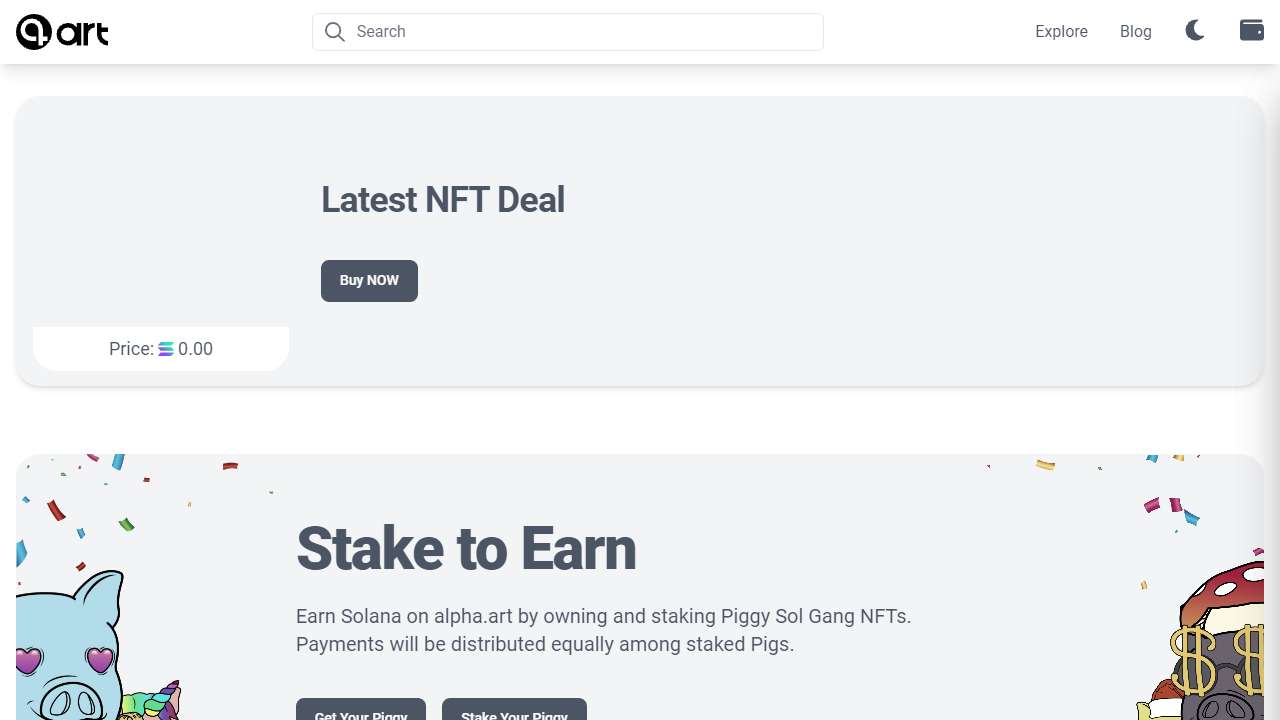 art
Search
Explore
Blog
Latest NFT Deal
Buy NOW
Price: 0.00
Stake to Earn
Earn Solana on alpha.art by owning and staking Piggy Sol Gang NFTs.
Payments will be distributed equally among staked Pigs.
Get Your Piggy
Stake Your Piggy